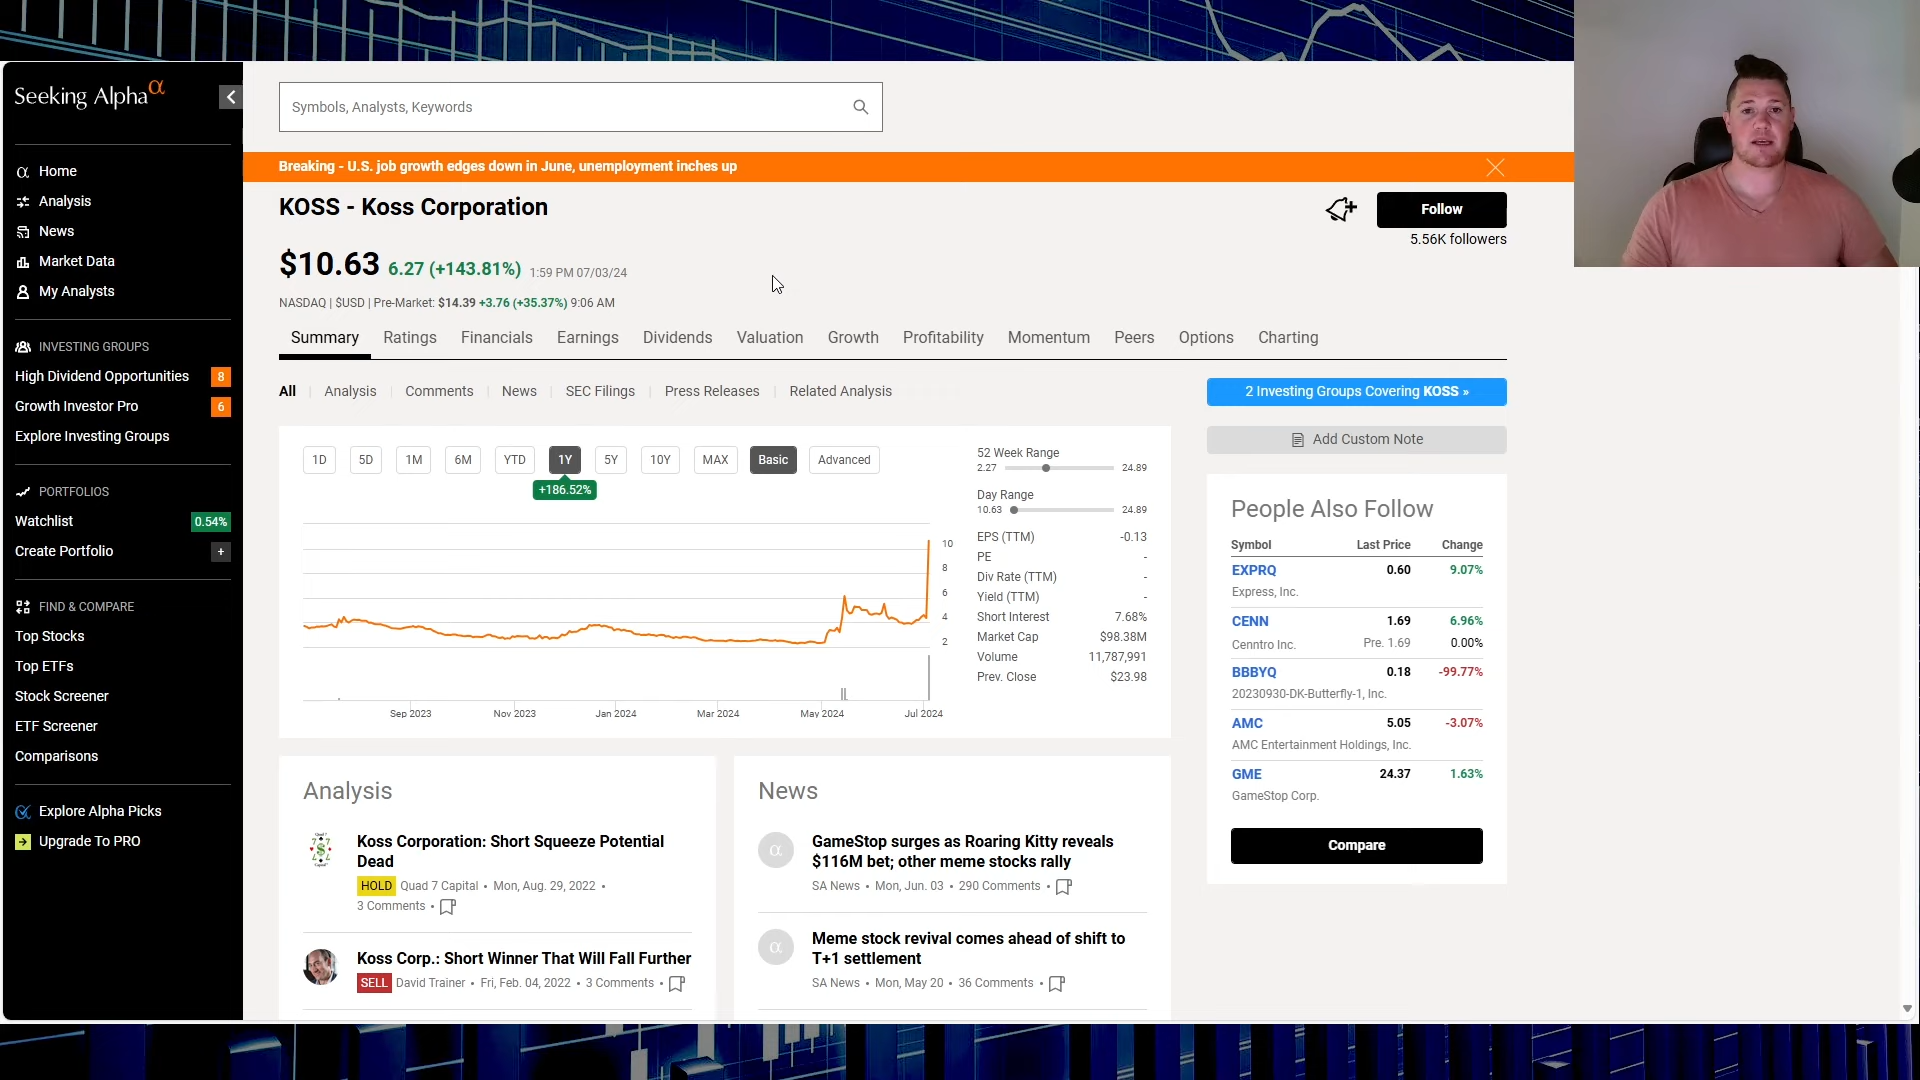 Seeking Alpha α
Home
Analysis
News
Market Data
My Analysts
INVESTING GROUPS
High Dividend Opportunities 8
Growth Investor Pro 6
Explore Investing Groups
PORTFOLIOS
Watchlist 0.54%
Create Portfolio +
FIND & COMPARE
Top Stocks
Top ETFs
Stock Screener
ETF Screener
Comparisons
Explore Alpha Picks
Upgrade To PRO
Symbols, Analysts, Keywords
Breaking - U.S. job growth edges down in June, unemployment inches up
KOSS - Koss Corporation
Follow
5.56K followers
$10.63 6.27 (+143.81%) 1:59 PM 07/03/24
NASDAQ | $USD | Pre-Market: $14.39 +3.76 (+35.37%) 9:06 AM
Summary Ratings Financials Earnings Dividends Valuation Growth Profitability Momentum Peers Options Charting
All | Analysis | Comments | News | SEC Filings | Press Releases | Related Analysis
1D 5D 1M 6M YTD 1Y 5Y 10Y MAX Basic Advanced
+186.52%
10
8
6
4
2
Sep 2023 Nov 2023 Jan 2024 Mar 2024 May 2024 Jul 2024
52 Week Range
2.27 24.89
Day Range
10.63 24.89
EPS (TTM) -0.13
PE -
Div Rate (TTM) -
Yield (TTM) -
Short Interest 7.68%
Market Cap $98.38M
Volume 11,787,991
Prev. Close $23.98
2 Investing Groups Covering KOSS »
Add Custom Note
People Also Follow
Symbol Last Price Change
EXPRQ 0.60 9.07%
Express, Inc.
CENN 1.69 6.96%
Cenntro Inc. Pre. 1.69 0.00%
BBBYQ 0.18 -99.77%
20230930-DK-Butterfly-1, Inc.
AMC 5.05 -3.07%
AMC Entertainment Holdings, Inc.
GME 24.37 1.63%
GameStop Corp.
Compare
Analysis
Koss Corporation: Short Squeeze Potential
Dead
HOLD Quad 7 Capital • Mon, Aug. 29, 2022 •
3 Comments •
Koss Corp.: Short Winner That Will Fall Further
SELL David Trainer • Fri, Feb. 04, 2022 • 3 Comments •
News
GameStop surges as Roaring Kitty reveals
$116M bet; other meme stocks rally
SA News • Mon, Jun. 03 • 290 Comments •
Meme stock revival comes ahead of shift to
T+1 settlement
SA News • Mon, May 20 • 36 Comments •